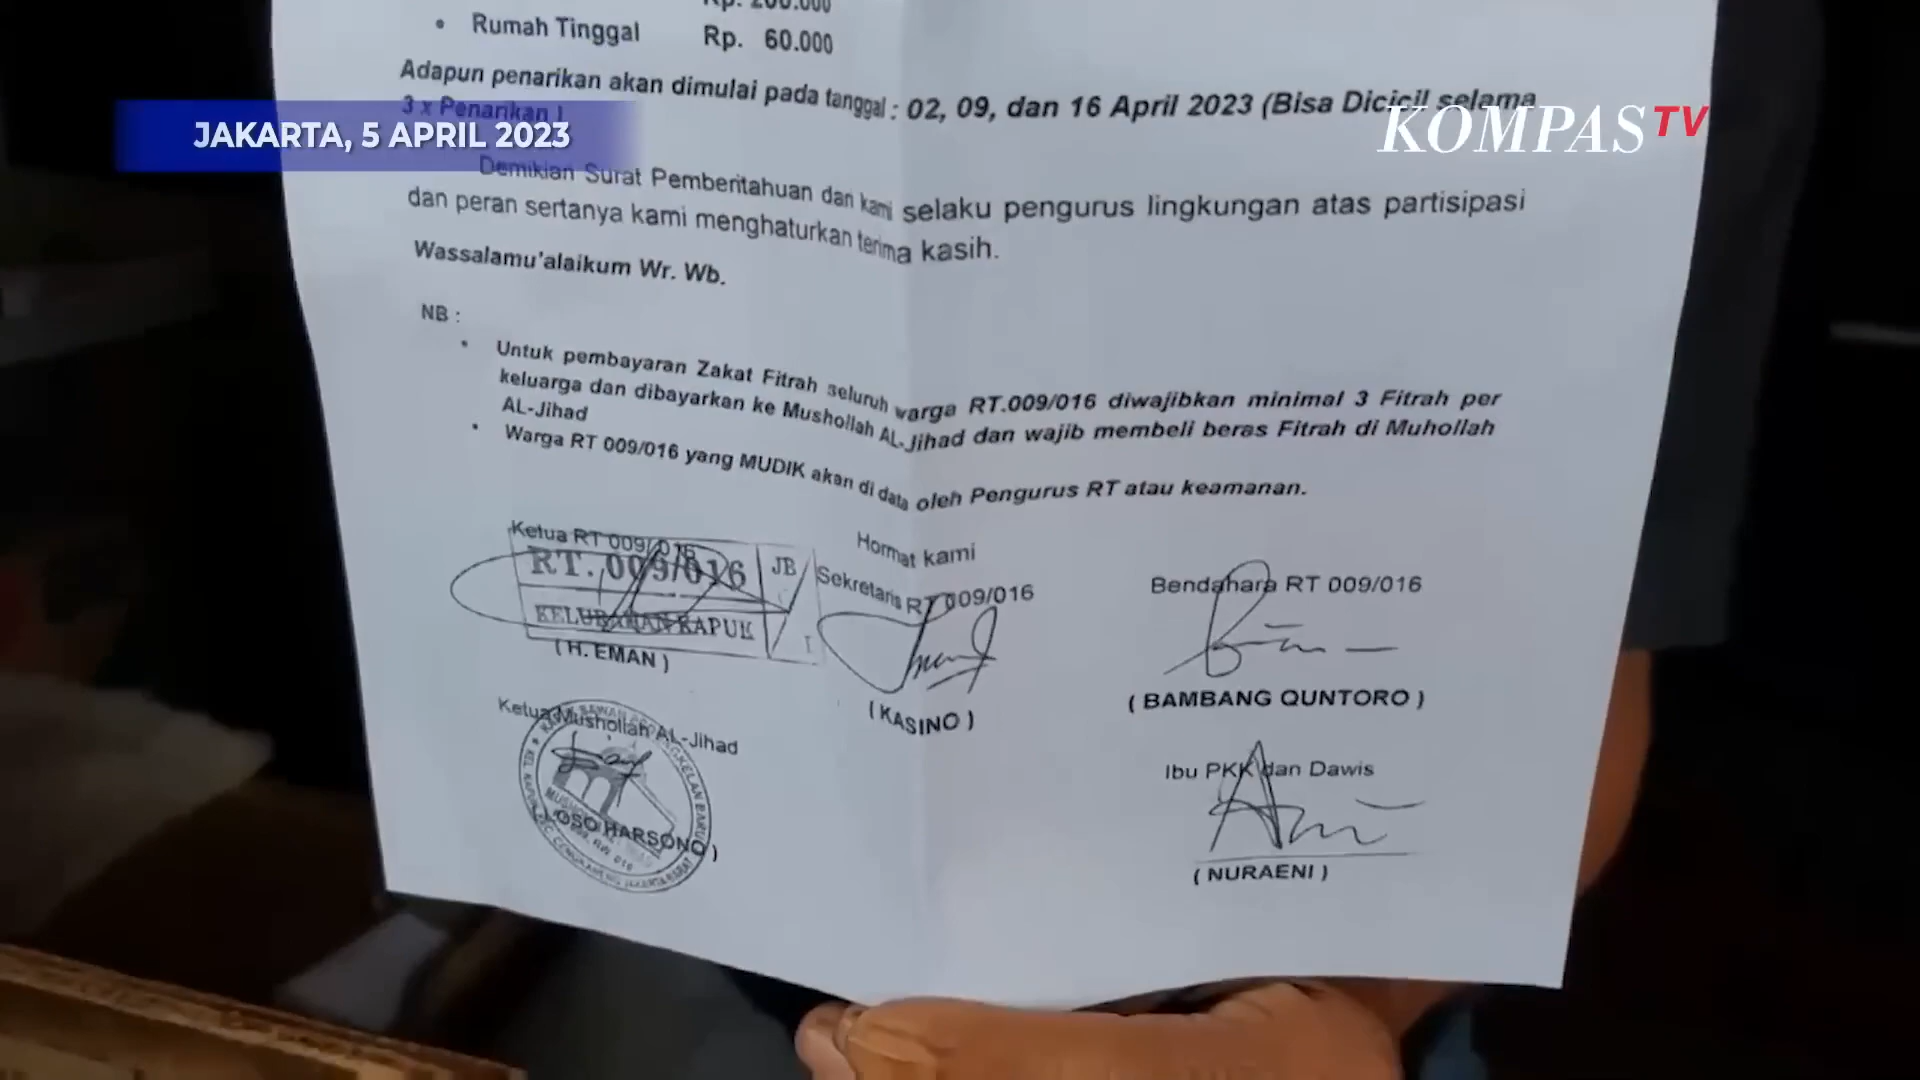 Rp. 200.000
• Rumah Tinggal Rp. 60.000
Adapun penarikan akan dimulai pada tanggal : 02, 09, dan 16 April 2023 (Bisa Dicicil selama
3 x Penarikan )
JAKARTA, 5 APRIL 2023
KOMPAS TV
Demikian Surat Pemberitahuan dan kami selaku pengurus lingkungan atas partisipasi
dan peran sertanya kami menghaturkan terima kasih.
Wassalamu'alaikum Wr. Wb.
NB :
• Untuk pembayaran Zakat Fitrah seluruh warga RT.009/016 diwajibkan minimal 3 Fitrah per
keluarga dan dibayarkan ke Mushollah AL-Jihad dan wajib membeli beras Fitrah di Muhollah
AL-Jihad
• Warga RT 009/016 yang MUDIK akan di data oleh Pengurus RT atau keamanan.
Hormat kami
Ketua RT 009/016
RT. 009/016 JB
KELURAHAN KAPUK
( H. EMAN )
Sekretaris RT 009/016
( KASINO )
Bendahara RT 009/016
( BAMBANG QUNTORO )
Ketua Mushollah AL-Jihad
OSO HARSONO )
Ibu PKK dan Dawis
( NURAENI )